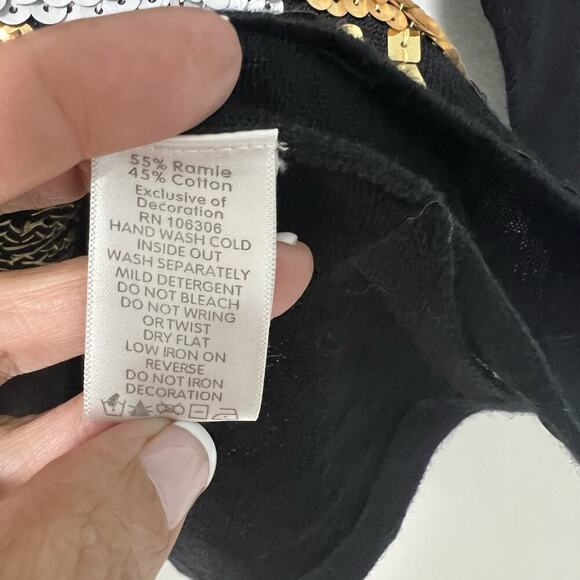 55% Ramie
45% Cotton
Exclusive of
Decoration
RN 106306
HAND WASH COLD
INSIDE OUT
WASH SEPARATELY
MILD DETERGENT
DO NOT BLEACH
DO NOT WRING
OR TWIST
DRY FLAT
LOW IRON ON
REVERSE
DO NOT IRON
DECORATION